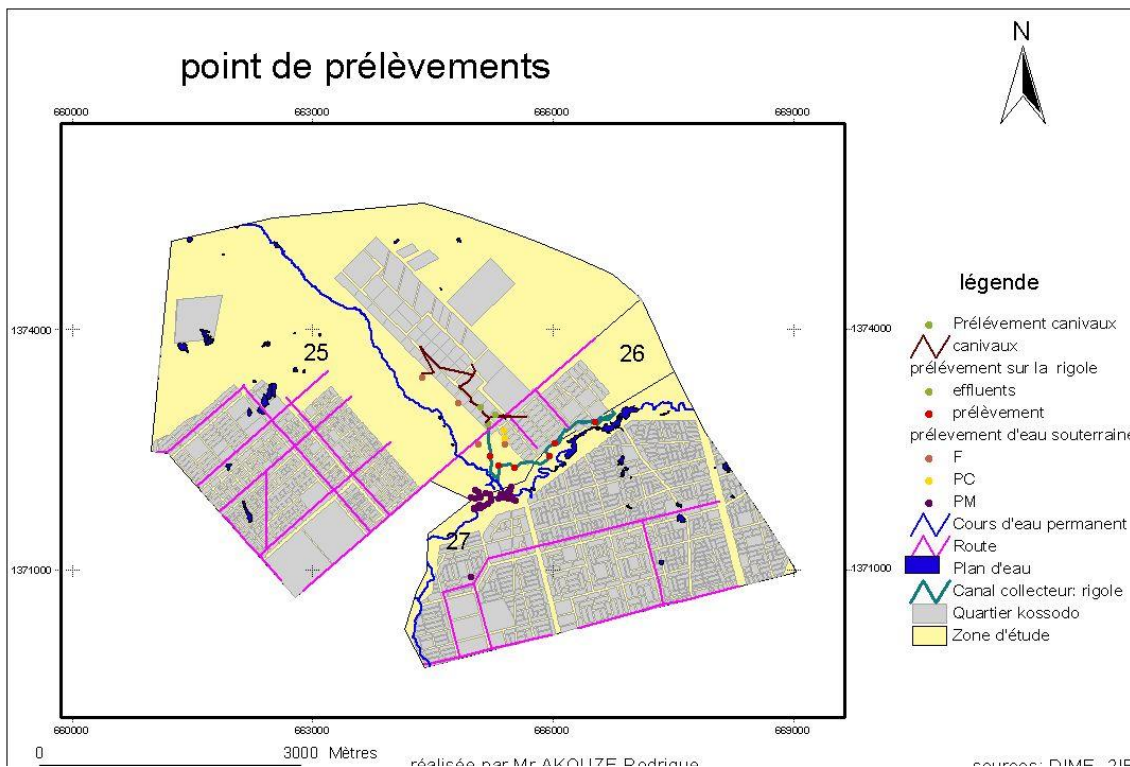 point de prélèvements
N
660000 663000 666000 669000
1374000 1374000
25
26
27
1371000 1371000
660000 663000 666000 669000
légende
Prélévement canivaux
canivaux
prélévement sur la rigole
effluents
prélèvement
prélevement d'eau souterraine
F
PC
PM
Cours d'eau permanent
Route
Plan d'eau
Canal collecteur: rigole
Quartier kossodo
Zone d'étude
0 3000 Mètres
réalisée par Mr AKOUZE Rodrigue
sources: DIME